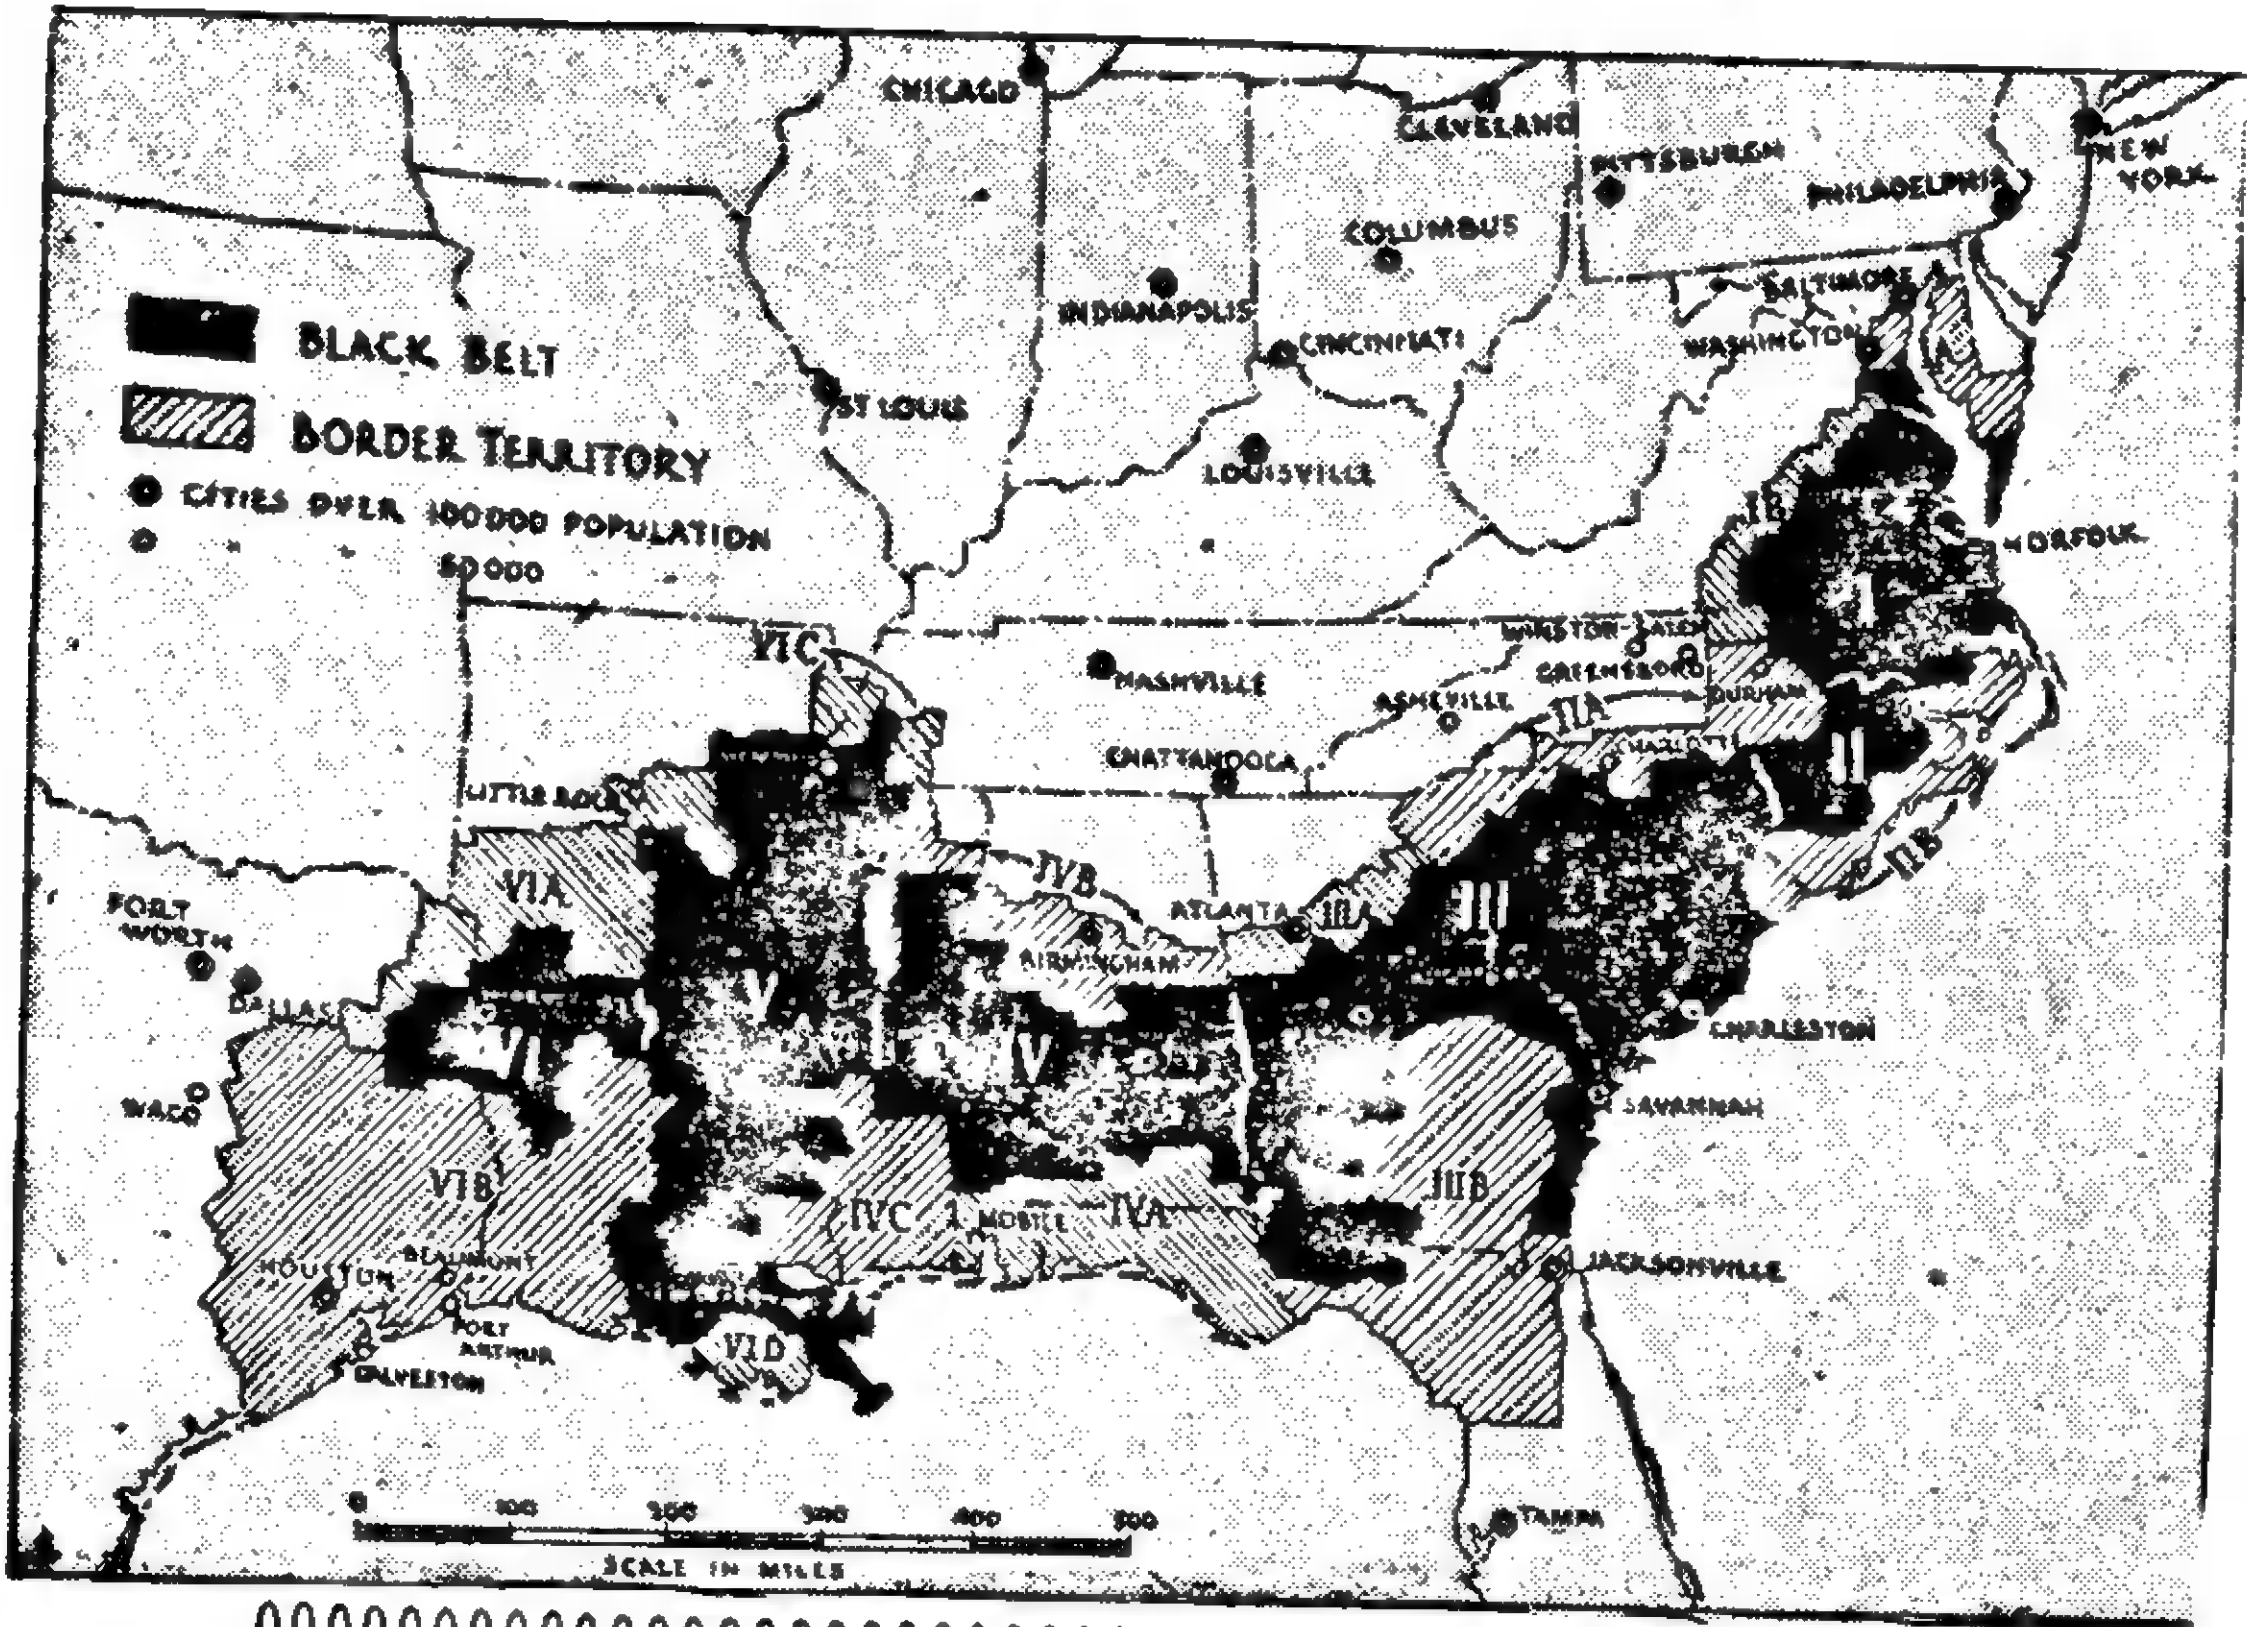 CHICAGO
CLEVELAND
PITTSBURGH
NEW
YORK
PHILADELPHIA
COLUMBUS
INDIANAPOLIS
BALTIMORE
CINCINNATI
WASHINGTON
BLACK BELT
ST LOUIS
BORDER TERRITORY
LOUISVILLE
CITIES OVER 100000 POPULATION
" " 50000
NORFOLK
I
VIC
WINSTON-SALEM
NASHVILLE
GREENSBORO
ASHEVILLE
DURHAM
IIA
II
CHARLOTTE
CHATTANOOGA
LITTLE ROCK
IIB
VIA
IVB
FORT
WORTH
ATLANTA
IIIA
III
BIRMINGHAM
DALLAS
V
VI
IV
CHARLESTON
WACO
SAVANNAH
VIB
IIIB
IVC
MOBILE
IVA
HOUSTON
BEAUMONT
JACKSONVILLE
PORT
ARTHUR
VID
GALVESTON
0 100 200 300 400 500
SCALE IN MILES
TAMPA